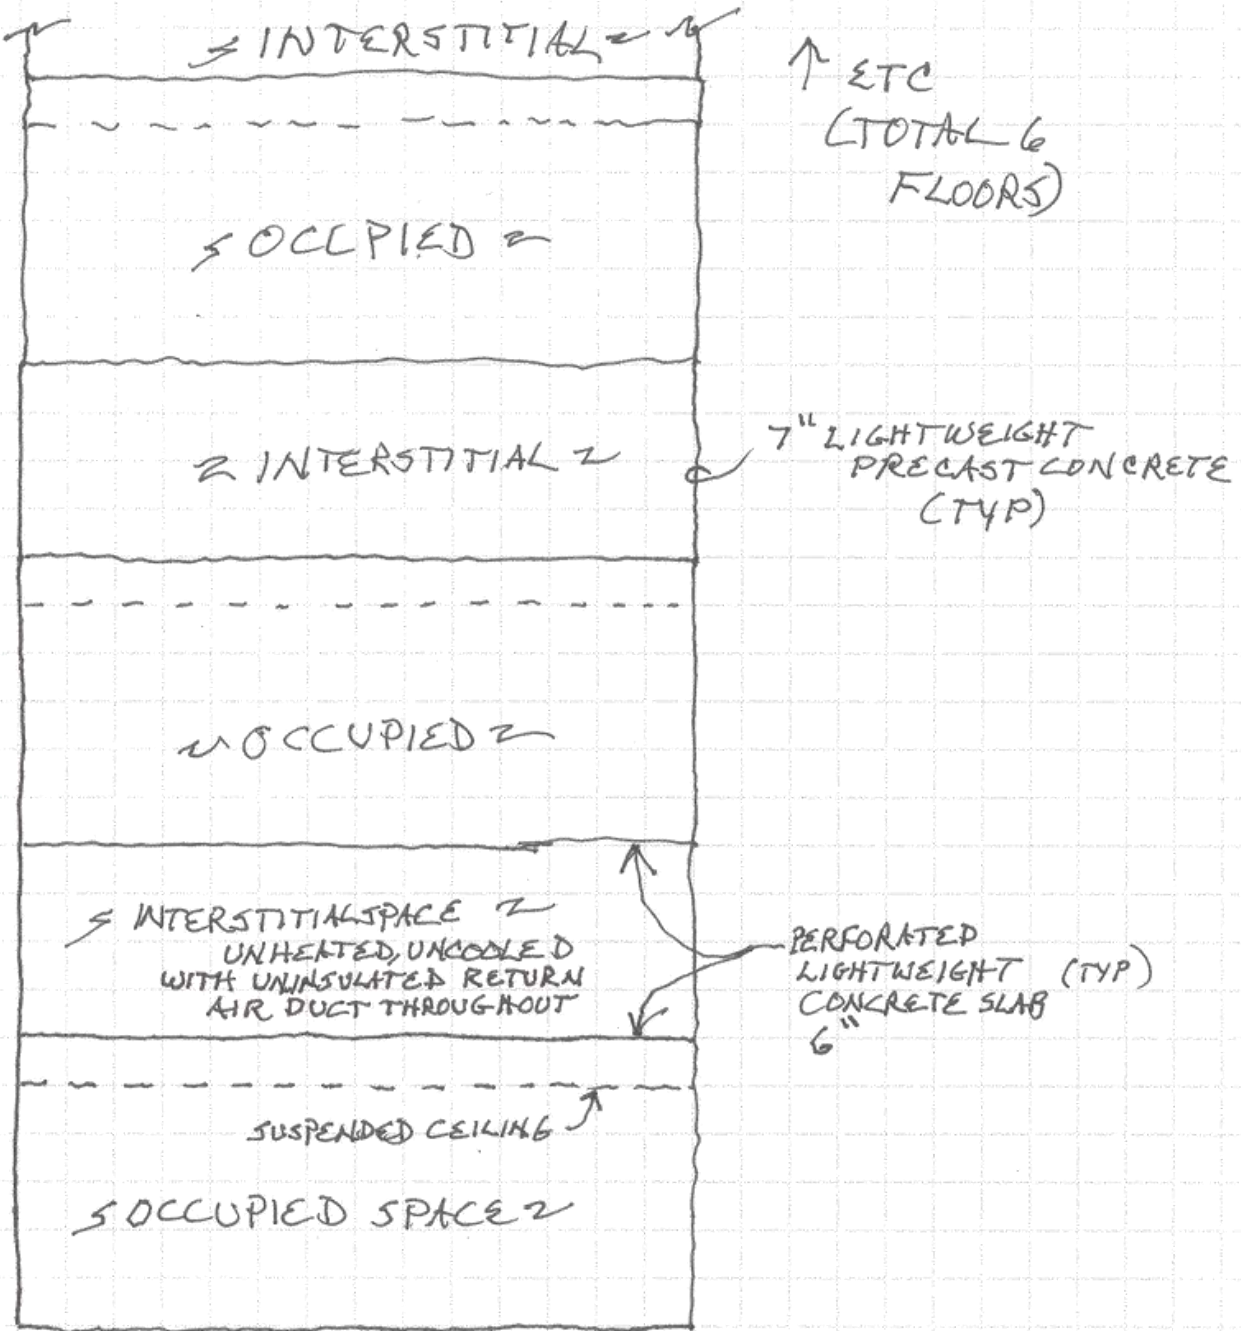 INTERSTITIAL
↑ ETC
(TOTAL 6
FLOORS)
OCCPIED
7" LIGHTWEIGHT
PRECAST CONCRETE
(TYP)
INTERSTITIAL
OCCUPIED
INTERSTITIAL SPACE
UNHEATED, UNCOOLED
WITH UNINSULATED RETURN
AIR DUCT THROUGHOUT
PERFORATED
LIGHTWEIGHT (TYP)
CONCRETE SLAB
6"
SUSPENDED CEILING
OCCUPIED SPACE